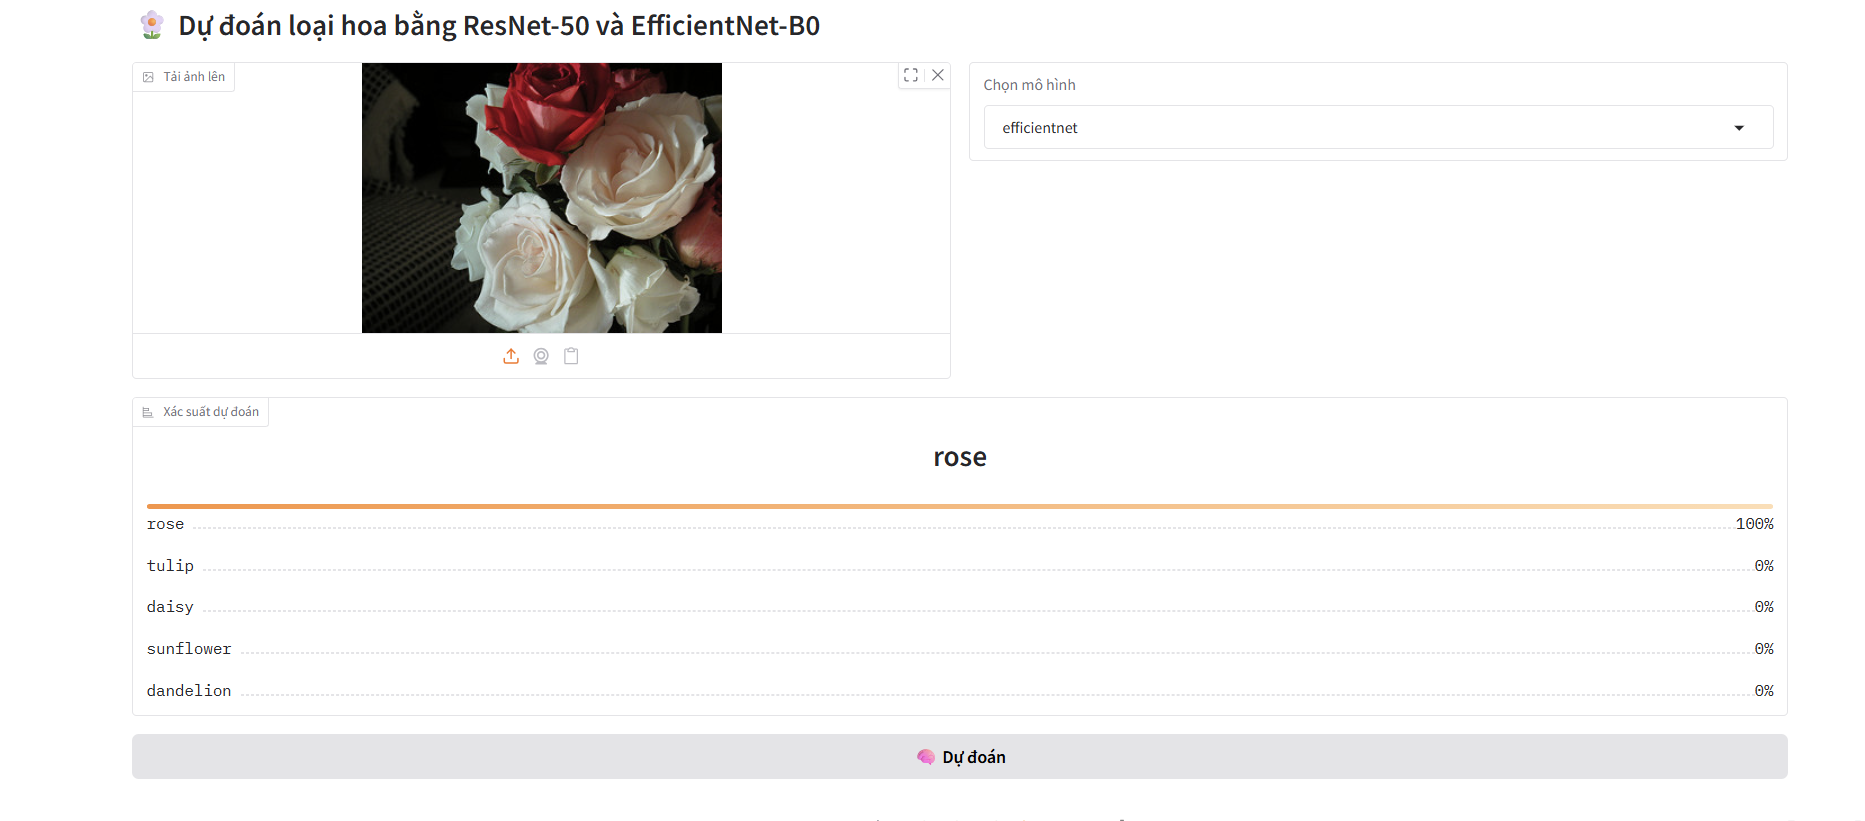 Dự đoán loại hoa bằng ResNet-50 và EfficientNet-B0
Tải ảnh lên
Chọn mô hình
efficientnet
Xác suất dự đoán
rose
rose 100%
tulip 0%
daisy 0%
sunflower 0%
dandelion 0%
Dự đoán